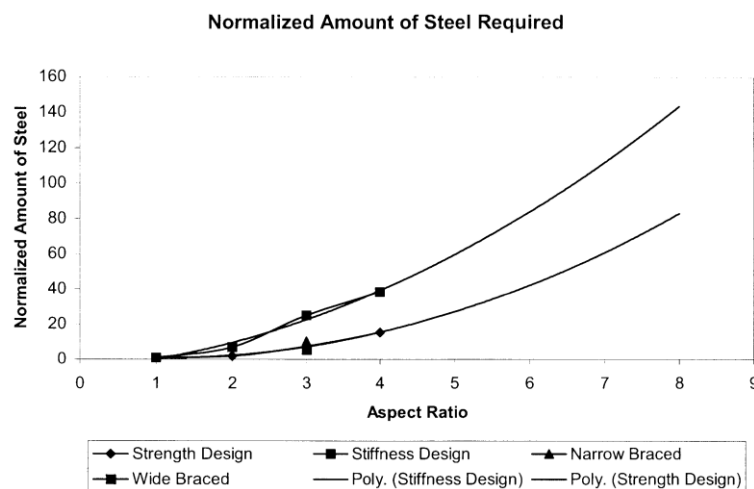 Normalized Amount of Steel Required
Normalized Amount of Steel
160
140
120
100
80
60
40
20
0
0 1 2 3 4 5 6 7 8 9
Aspect Ratio
Strength Design Stiffness Design Narrow Braced
Wide Braced Poly. (Stiffness Design) Poly. (Strength Design)